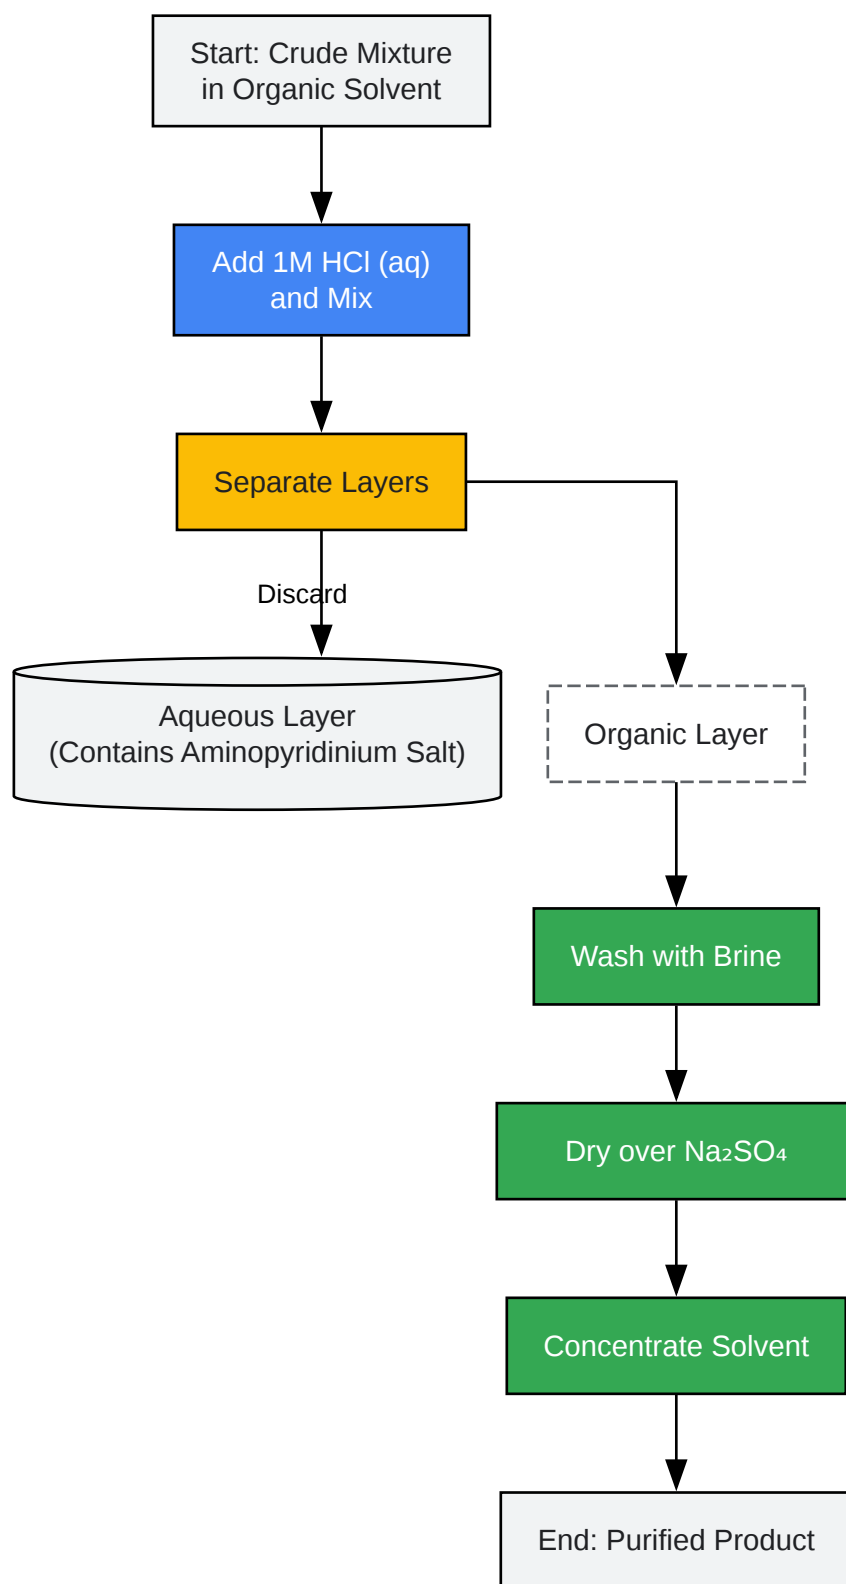 Start: Crude Mixture
in Organic Solvent
Add 1M HCl (aq)
and Mix
Separate Layers
Discard
Aqueous Layer
(Contains Aminopyridinium Salt)
Organic Layer
Wash with Brine
Dry over Na₂SO₄
Concentrate Solvent
End: Purified Product